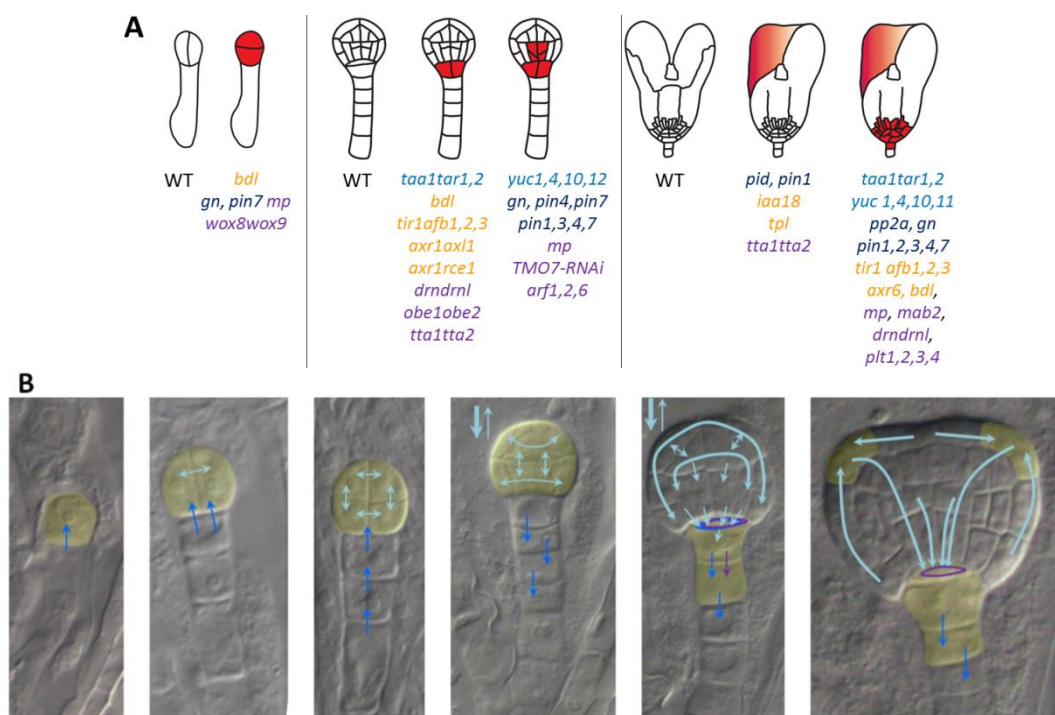 A
WT
bdl
gn, pin7 mp
wox8wox9
WT
taa1tar1,2
bdl
tir1afb1,2,3
axr1axl1
axr1rce1
drndrnl
obe1obe2
tta1tta2
yuc1,4,10,12
gn, pin4,pin7
pin1,3,4,7
mp
TMO7-RNAi
arf1,2,6
WT
pid, pin1
iaa18
tpl
tta1tta2
taa1tar1,2
yuc 1,4,10,11
pp2a, gn
pin1,2,3,4,7
tir1 afb1,2,3
axr6, bdl,
mp, mab2,
drndrnl,
plt1,2,3,4
B